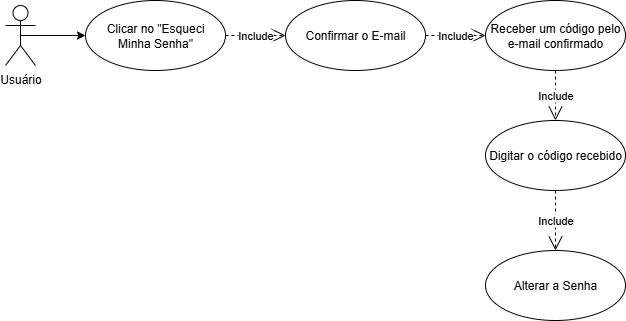 Clicar no "Esqueci
Minha Senha"
Include
Confirmar o E-mail
Include
Receber um código pelo
e-mail confirmado
Usuário
Include
Digitar o código recebido
Include
Alterar a Senha